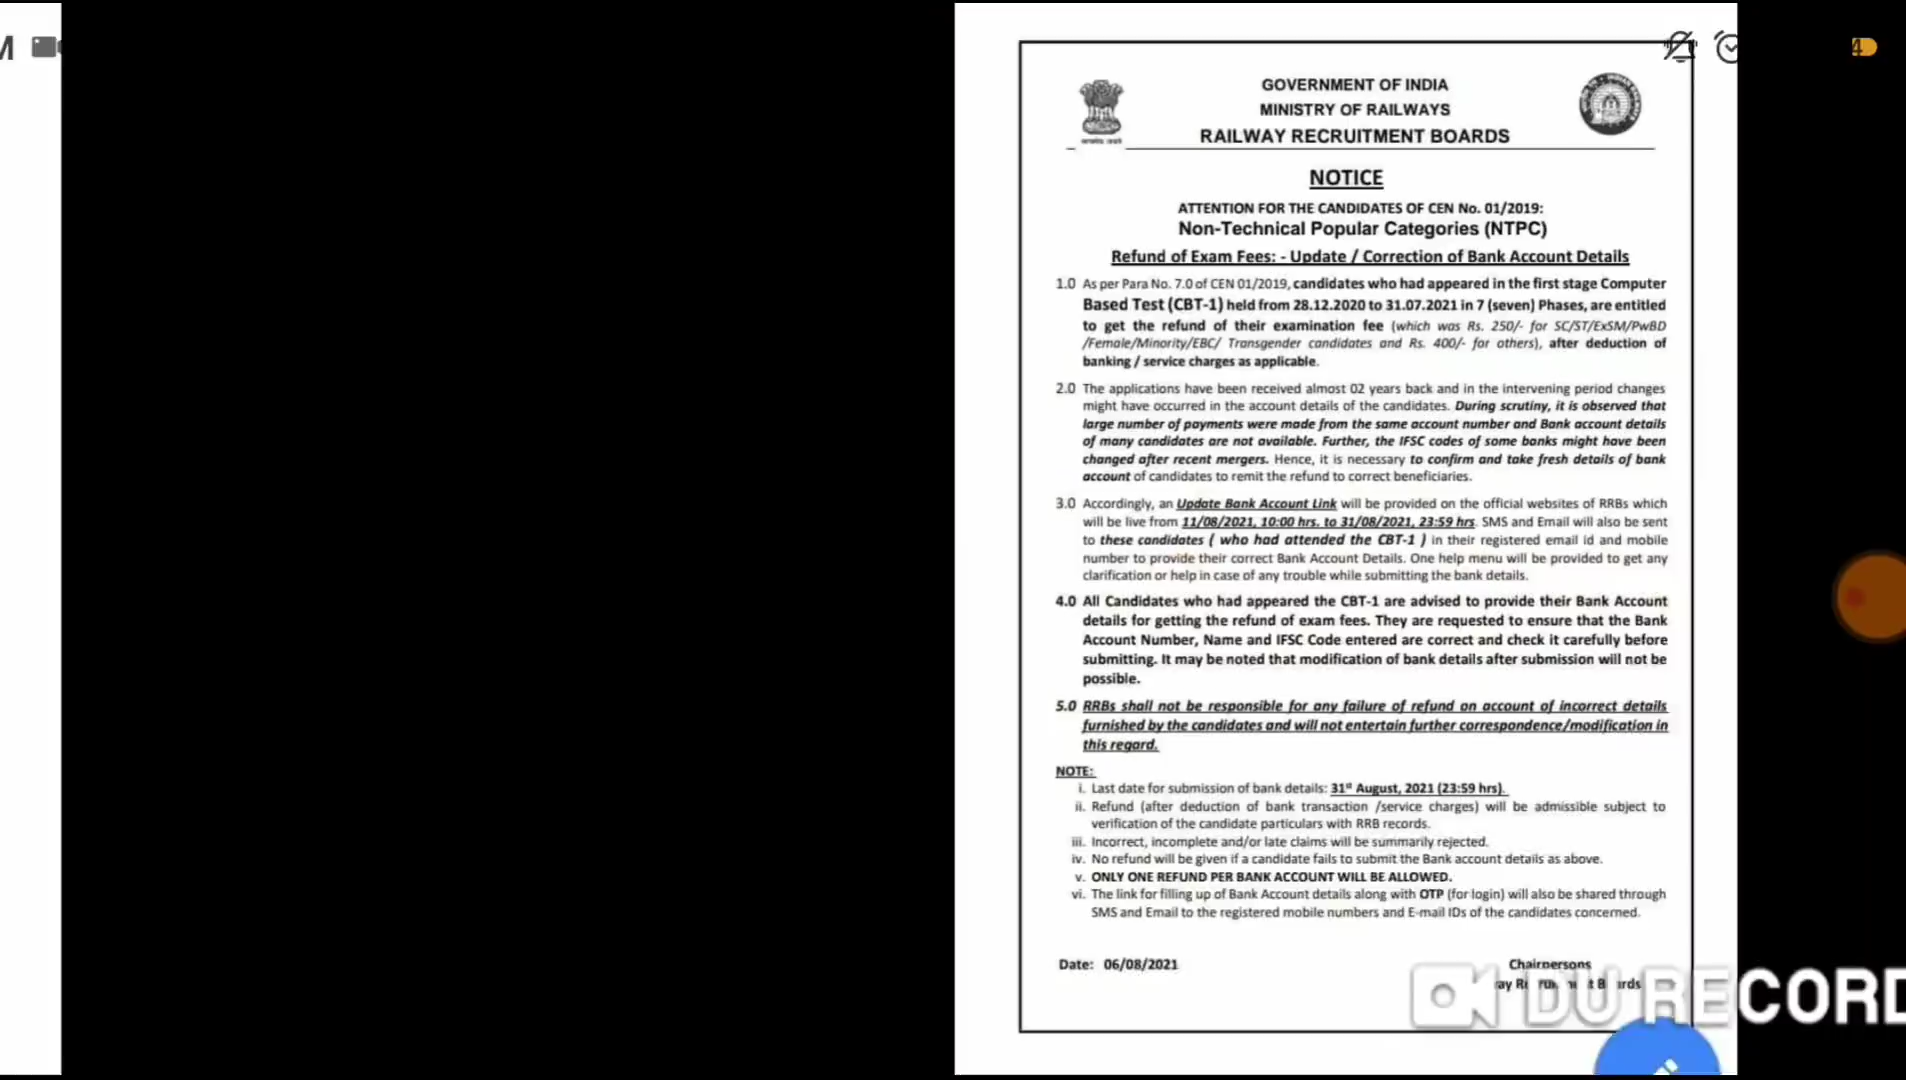 M
4
GOVERNMENT OF INDIA
MINISTRY OF RAILWAYS
RAILWAY RECRUITMENT BOARDS
NOTICE
ATTENTION FOR THE CANDIDATES OF CEN No. 01/2019:
Non-Technical Popular Categories (NTPC)
Refund of Exam Fees: - Update / Correction of Bank Account Details
1.0 As per Para No. 7.0 of CEN 01/2019, candidates who had appeared in the first stage Computer
Based Test (CBT-1) held from 28.12.2020 to 31.07.2021 in 7 (seven) Phases, are entitled
to get the refund of their examination fee (which was Rs. 250/- for SC/ST/ExSM/PwBD
/Female/Minority/EBC/ Transgender candidates and Rs. 400/- for others), after deduction of
banking / service charges as applicable.
2.0 The applications have been received almost 02 years back and in the intervening period changes
might have occurred in the account details of the candidates. During scrutiny, it is observed that
large number of payments were made from the same account number and Bank account details
of many candidates are not available. Further, the IFSC codes of some banks might have been
changed after recent mergers. Hence, it is necessary to confirm and take fresh details of bank
account of candidates to remit the refund to correct beneficiaries.
3.0 Accordingly, an Update Bank Account Link will be provided on the official websites of RRBs which
will be live from 11/08/2021, 10:00 hrs. to 31/08/2021, 23:59 hrs. SMS and Email will also be sent
to these candidates ( who had attended the CBT-1 ) in their registered email id and mobile
number to provide their correct Bank Account Details. One help menu will be provided to get any
clarification or help in case of any trouble while submitting the bank details.
4.0 All Candidates who had appeared the CBT-1 are advised to provide their Bank Account
details for getting the refund of exam fees. They are requested to ensure that the Bank
Account Number, Name and IFSC Code entered are correct and check it carefully before
submitting. It may be noted that modification of bank details after submission will not be
possible.
5.0 RRBs shall not be responsible for any failure of refund on account of incorrect details
furnished by the candidates and will not entertain further correspondence/modification in
this regard.
NOTE:
i. Last date for submission of bank details: 31st August, 2021 (23:59 hrs).
ii. Refund (after deduction of bank transaction /service charges) will be admissible subject to
verification of the candidate particulars with RRB records.
iii. Incorrect, incomplete and/or late claims will be summarily rejected.
iv. No refund will be given if a candidate fails to submit the Bank account details as above.
v. ONLY ONE REFUND PER BANK ACCOUNT WILL BE ALLOWED.
vi. The link for filling up of Bank Account details along with OTP (for login) will also be shared through
SMS and Email to the registered mobile numbers and E-mail IDs of the candidates concerned.
Date: 06/08/2021
Chairpersons
DU RECORD